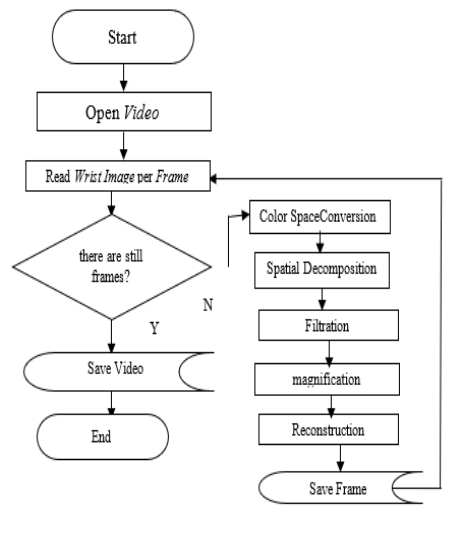 Start
Open Video
Read Wrist Image per Frame
there are still
frames?
N
Y
Save Video
End
Color SpaceConversion
Spatial Decomposition
Filtration
magnification
Reconstruction
Save Frame